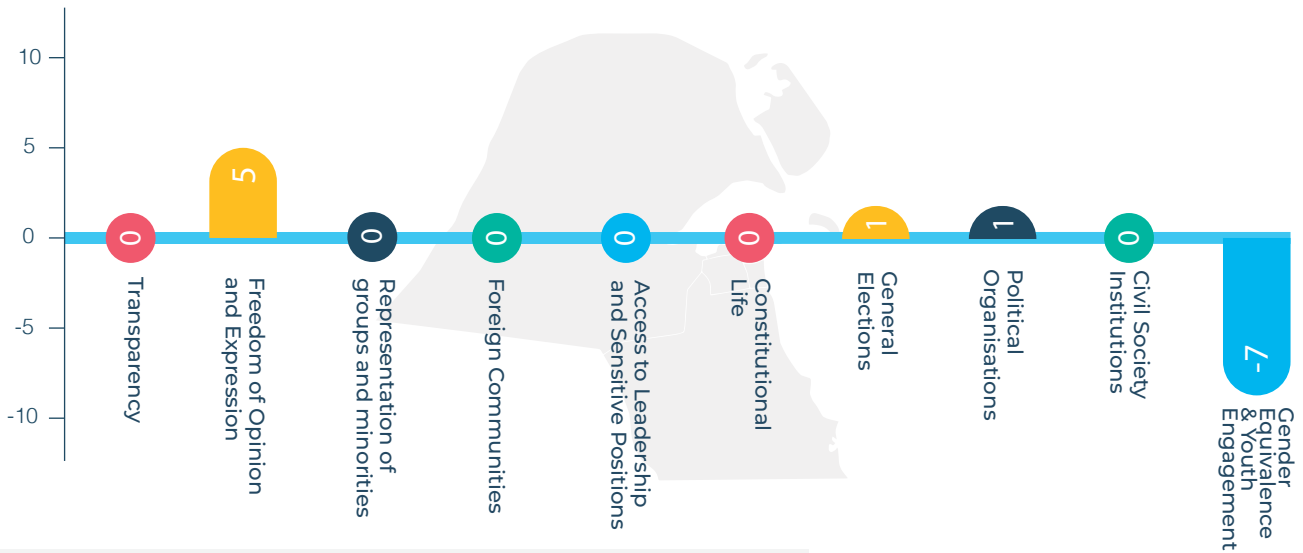 10
5
0
-5
-10
0
5
0
0
0
0
1
1
0
-7
Transparency
Freedom of Opinion
and Expression
Representation of
groups and minorities
Foreign Communities
Access to Leadership
and Sensitive Positions
Constitutional
Life
General
Elections
Political
Organisations
Civil Society
Institutions
Gender
Equivalence
& Youth
Engagement